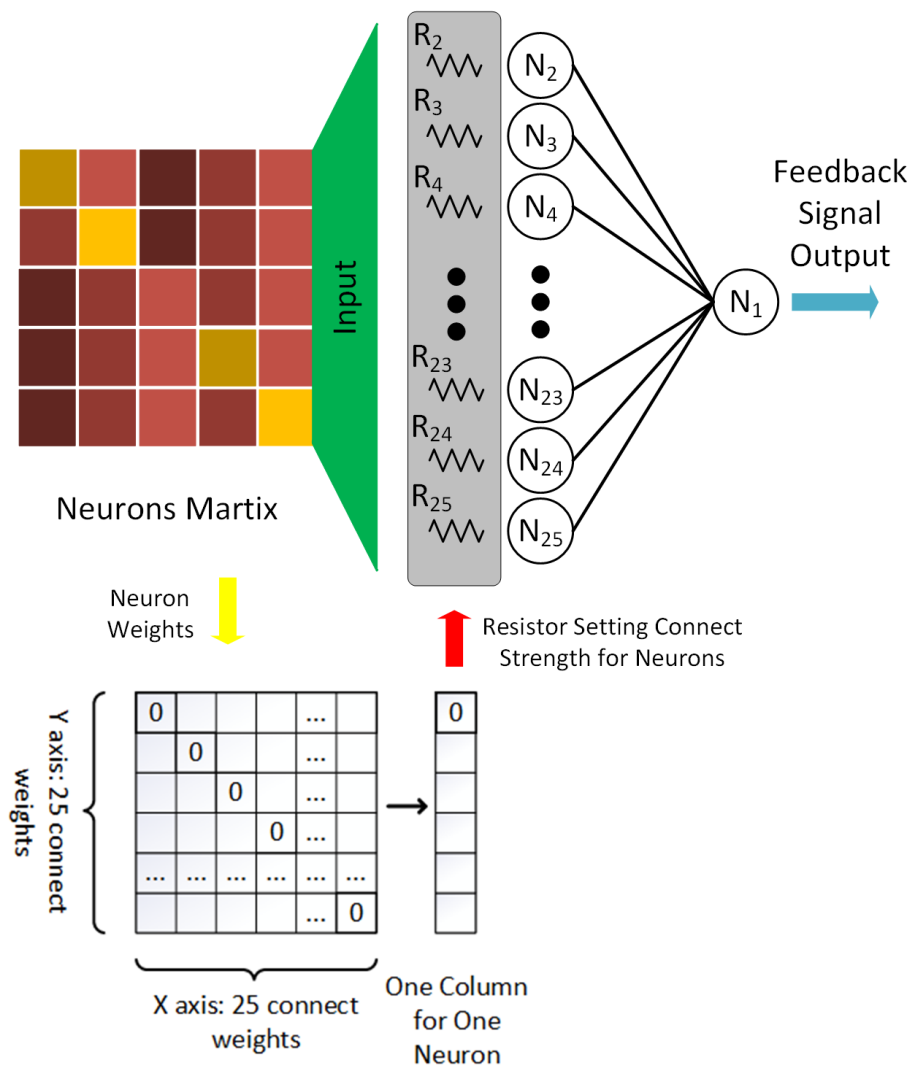 R2
R3
R4
R23
R24
R25
N2
N3
N4
N23
N24
N25
N1
Input
Feedback
Signal
Output
Neurons Martix
Neuron
Weights
Resistor Setting Connect
Strength for Neurons
Y axis: 25 connect
weights
0 ...
0 ...
0 ...
0 ...
... ... ... ... ... ...
... 0
0
X axis: 25 connect
weights
One Column
for One
Neuron